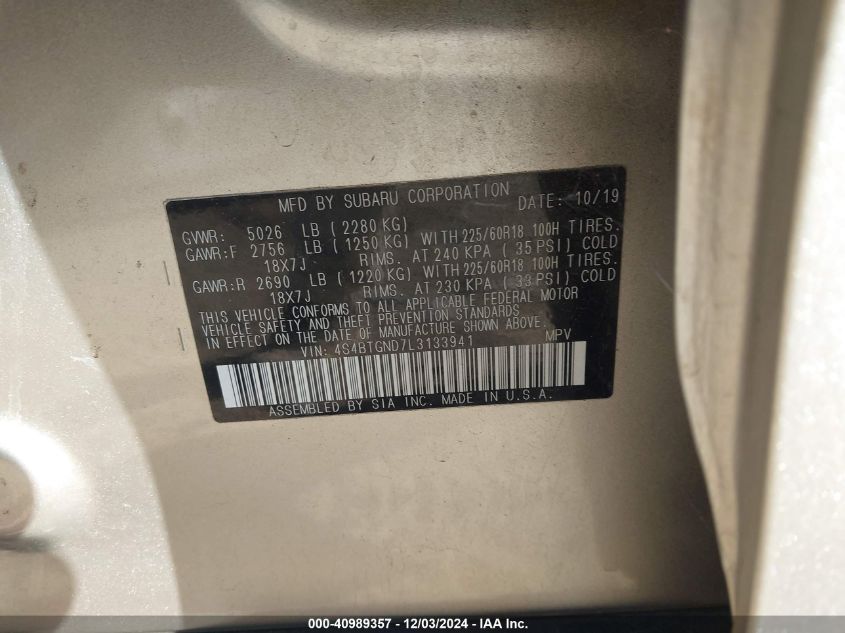 MFD BY SUBARU CORPORATION DATE: 10/19
GVWR: 5026 LB (2280 KG)
GAWR:F 2756 LB (1250 KG) WITH 225/60R18 100H TIRES.
18X7J RIMS. AT 240 KPA (35 PSI) COLD
GAWR:R 2690 LB (1220 KG) WITH 225/60R18 100H TIRES.
18X7J RIMS. AT 230 KPA (33 PSI) COLD
THIS VEHICLE CONFORMS TO ALL APPLICABLE FEDERAL MOTOR
VEHICLE SAFETY AND THEFT PREVENTION STANDARDS
IN EFFECT ON THE DATE OF MANUFACTURE SHOWN ABOVE.
VIN: 4S4BTGND7L3133941 MPV
ASSEMBLED BY SIA INC. MADE IN U.S.A.
000-40989357 - 12/03/2024 - IAA Inc.